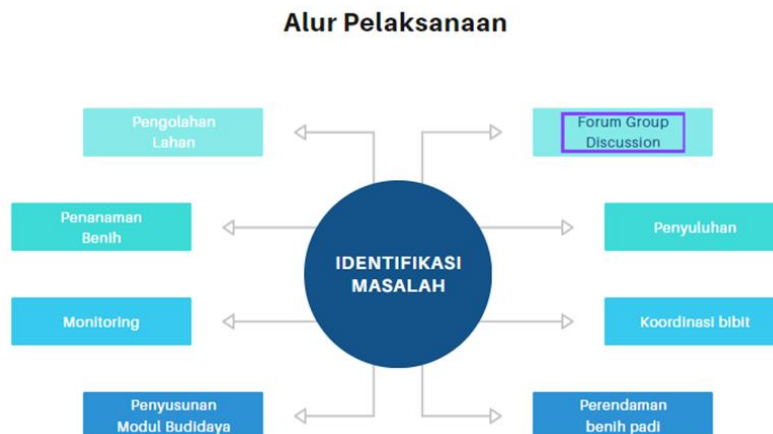 Alur Pelaksanaan
Pengolahan
Lahan
Forum Group
Discussion
Penanaman
Benih
Penyuluhan
IDENTIFIKASI
MASALAH
Monitoring
Koordinasi bibit
Penyusunan
Modul Budidaya
Perendaman
benih padi